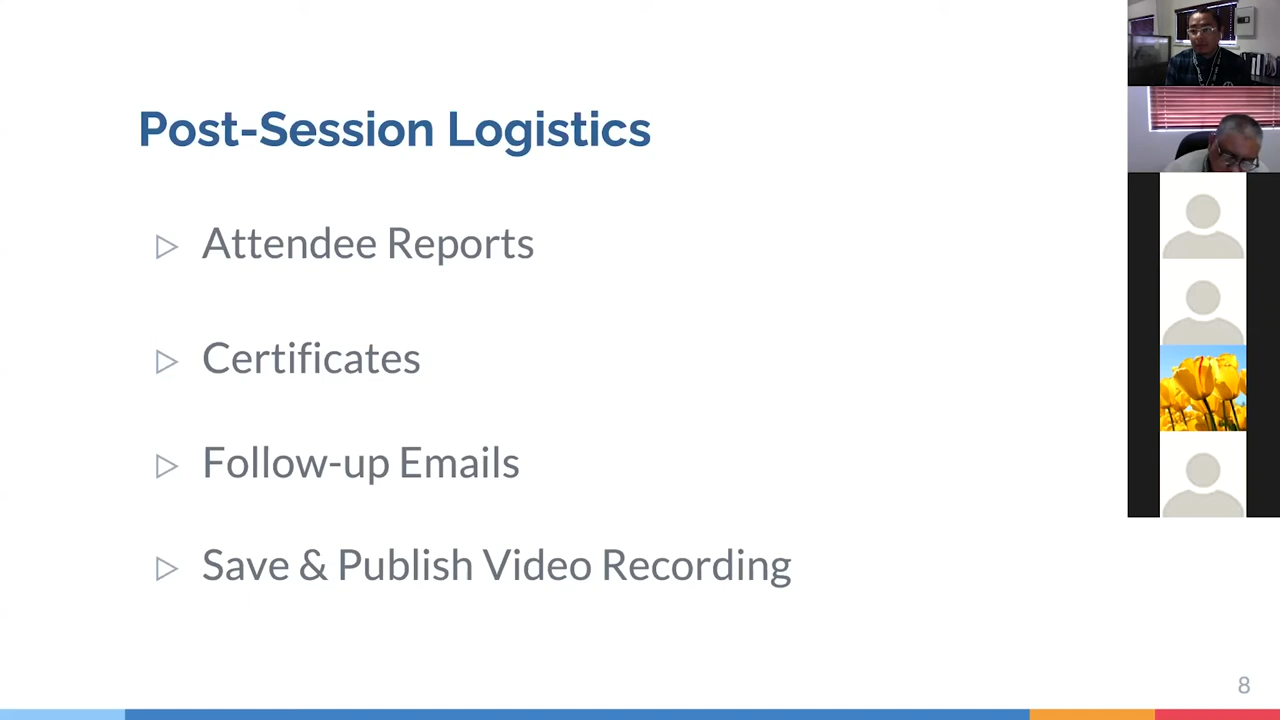 Post-Session Logistics
Attendee Reports
Certificates
Follow-up Emails
Save & Publish Video Recording
8